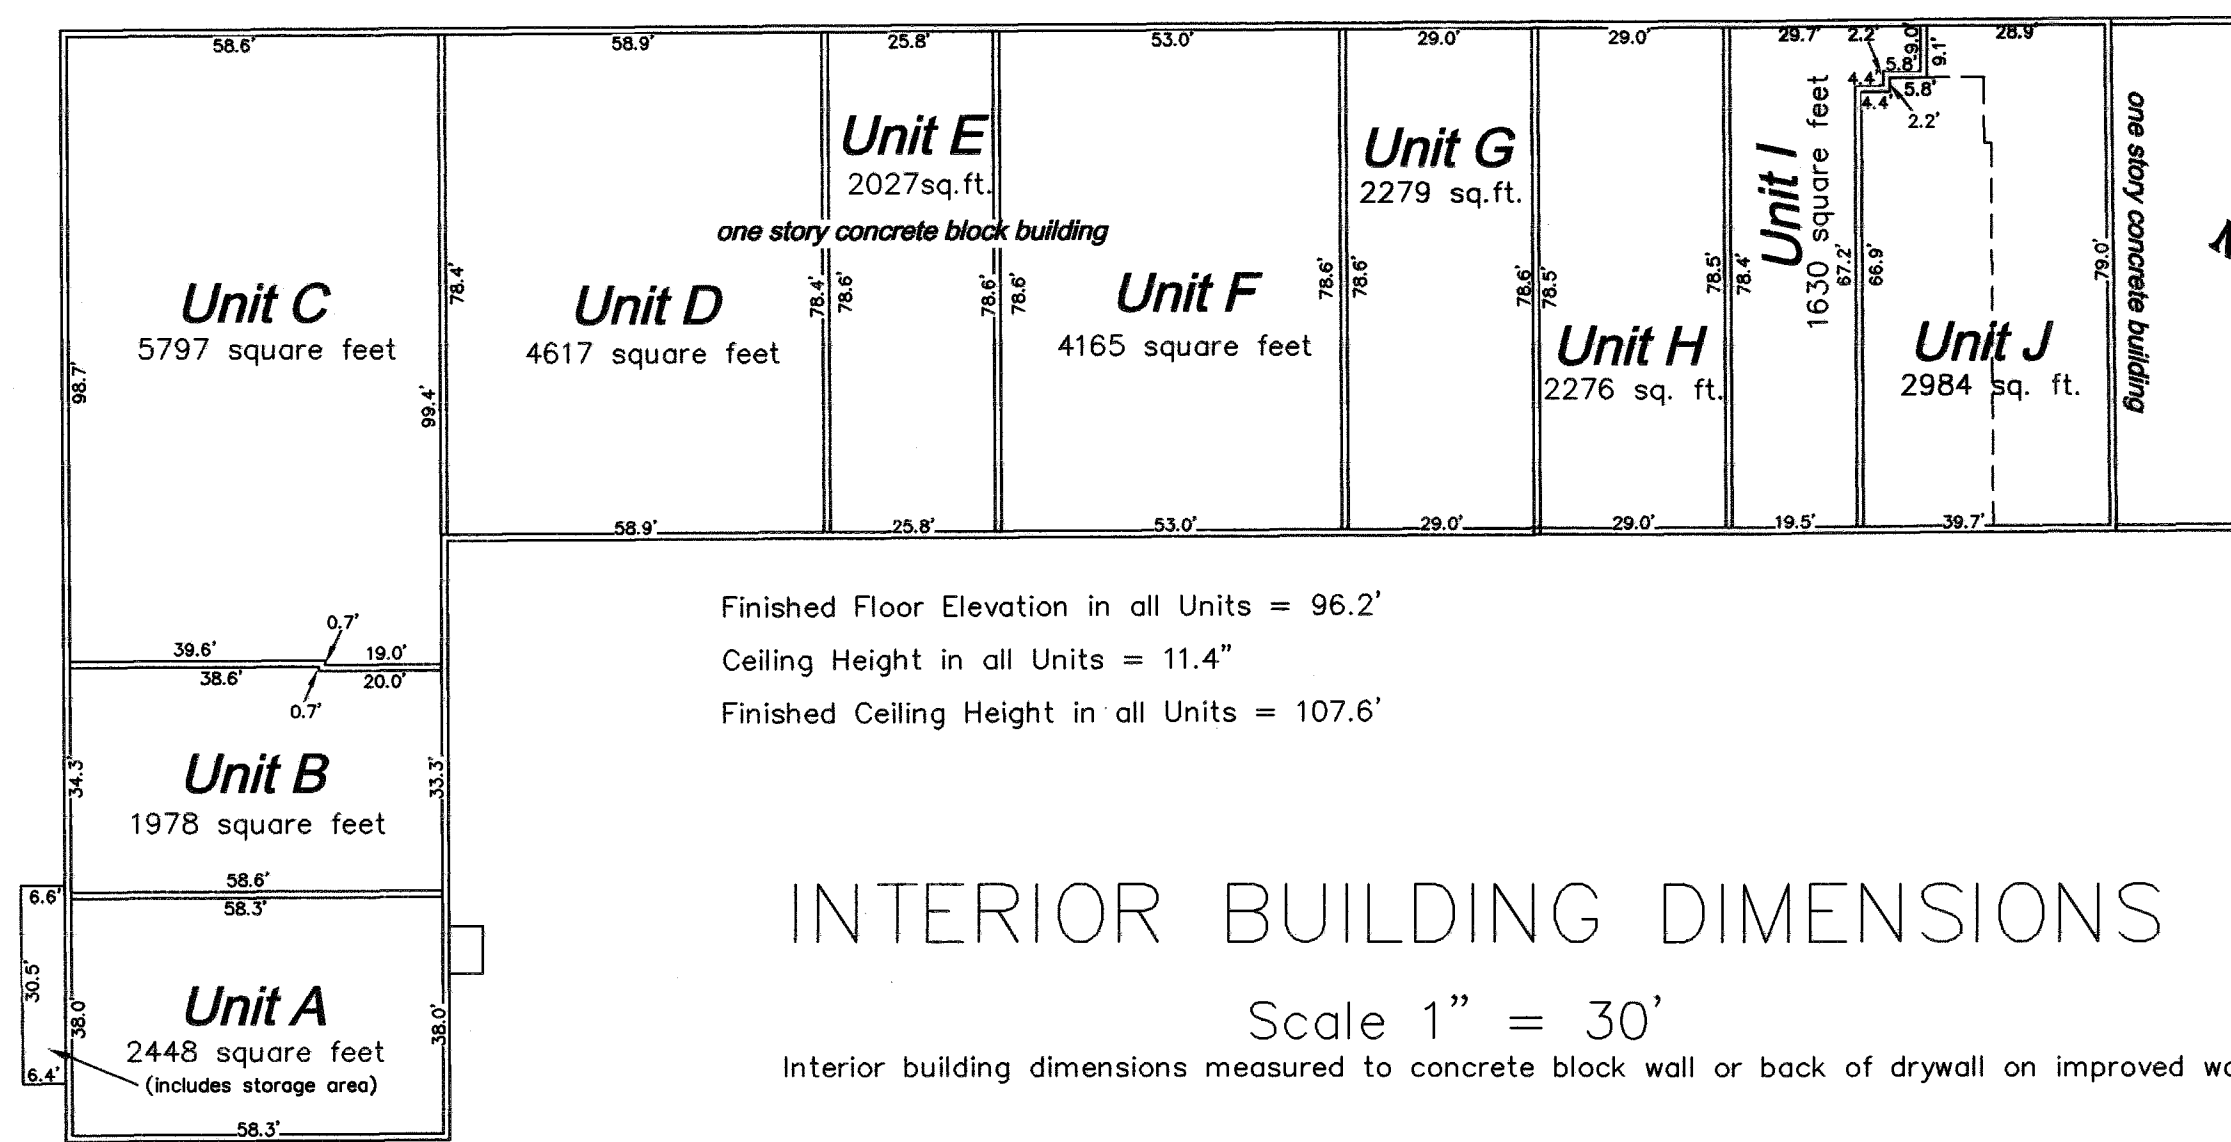 58.6' 58.9' 25.8' 53.0' 29.0' 29.0' 29.7' 2.2' 9.0' 9.1' 28.9'
4.4' 5.8'
4.4' 5.8'
2.2'
Unit C
5797 square feet
98.7'
99.4'
78.4'
Unit D
4617 square feet
78.4'
78.6'
Unit E
2027sq.ft.
one story concrete block building
78.6'
78.6'
Unit F
4165 square feet
78.6'
78.6'
Unit G
2279 sq.ft.
78.6'
78.5'
Unit H
2276 sq. ft.
78.5'
78.4'
Unit I
1630 square feet
67.2'
66.9'
Unit J
2984 sq. ft.
79.0'
one story concrete building
58.9' 25.8' 53.0' 29.0' 29.0' 19.5' 39.7'
0.7'
39.6' 19.0'
38.6' 20.0'
0.7'
34.3'
33.3'
Unit B
1978 square feet
58.6'
58.3'
6.6'
30.5'
6.4'
38.0'
38.0'
Unit A
2448 square feet
(includes storage area)
58.3'
Finished Floor Elevation in all Units = 96.2'
Ceiling Height in all Units = 11.4"
Finished Ceiling Height in all Units = 107.6'
INTERIOR BUILDING DIMENSIONS
Scale 1" = 30'
Interior building dimensions measured to concrete block wall or back of drywall on improved